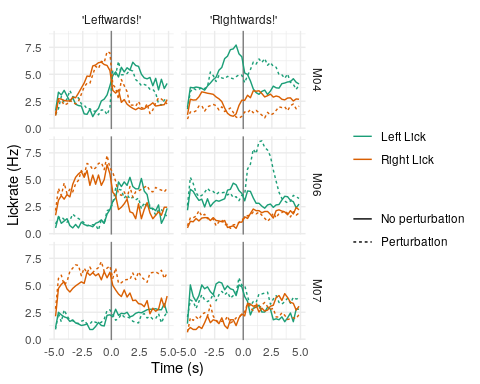 'Leftwards!' 'RIghtwards!'
7.5
5.0
2.5
0.0
M04
7.5
5.0
2.5
0.0
M06
7.5
5.0
2.5
0.0
M07
Lickrate (Hz)
-5.0 -2.5 0.0 2.5 5.0 -5.0 -2.5 0.0 2.5 5.0
Time (s)
Left Lick
Right Lick
No perturbation
Perturbation